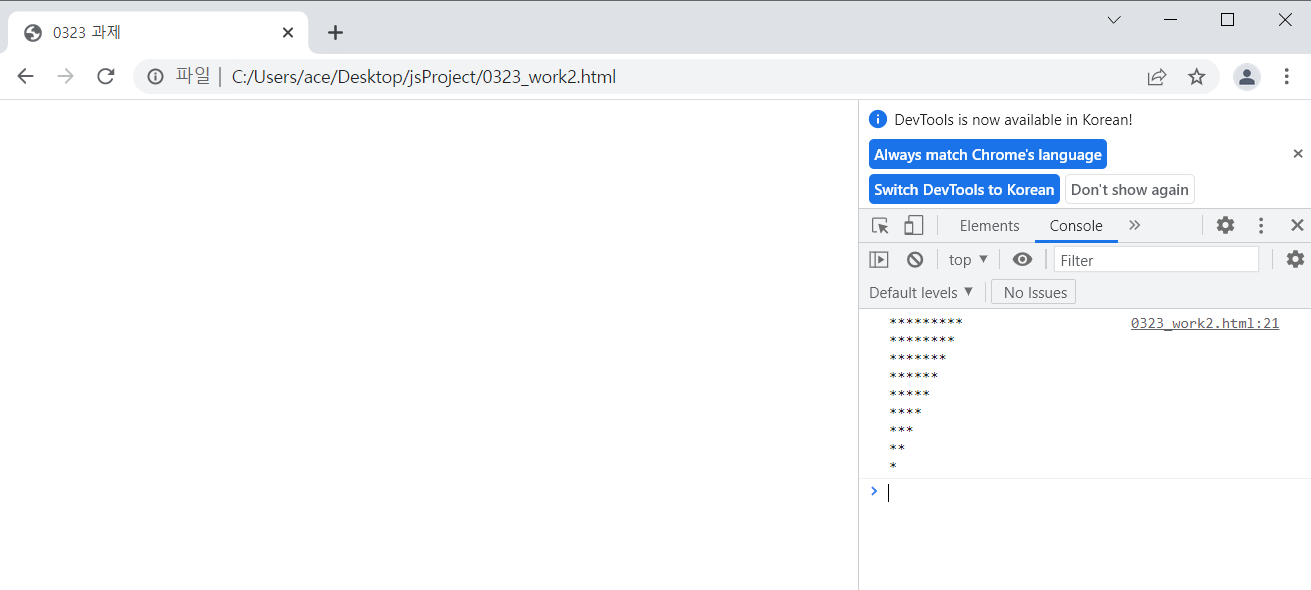 0323 과제
파일 | C:/Users/ace/Desktop/jsProject/0323_work2.html
DevTools is now available in Korean!
Always match Chrome's language
Switch DevTools to Korean Don't show again
Elements Console
top Filter
Default levels No Issues
********* 0323_work2.html:21
********
*******
******
*****
****
***
**
*